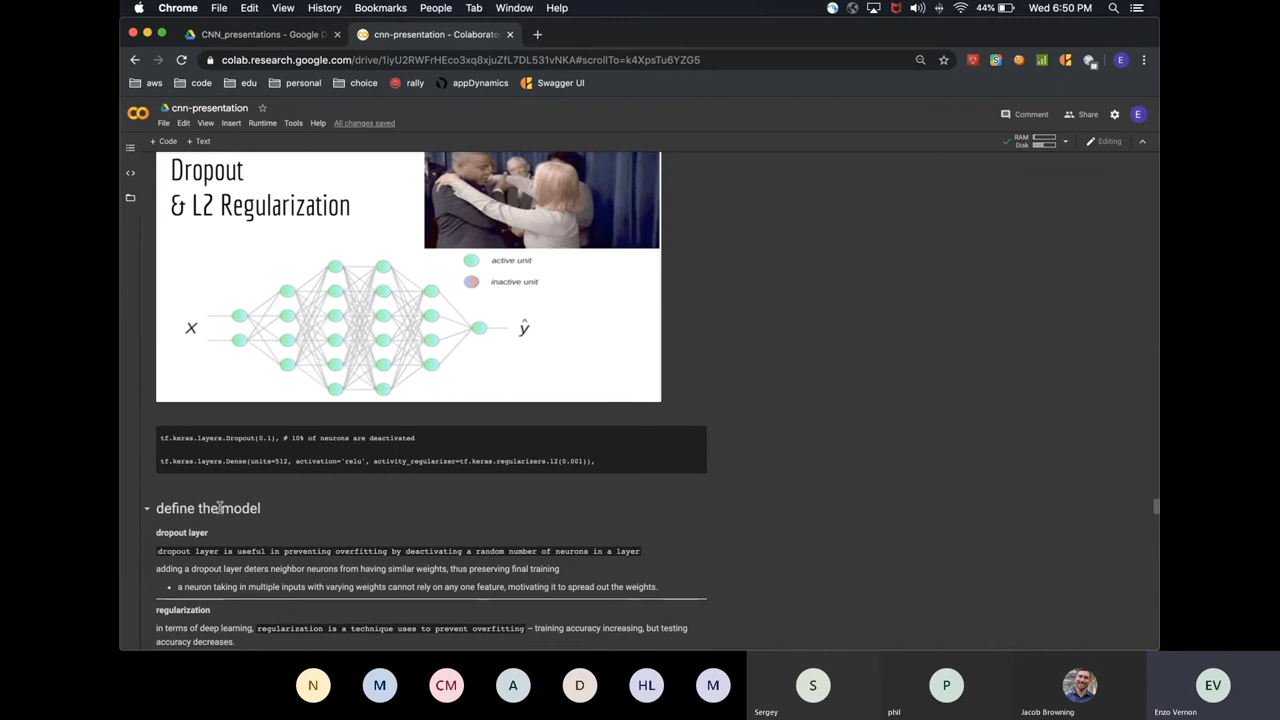 Chrome File Edit View History Bookmarks People Tab Window Help 44% Wed 6:50 PM
CNN_presentations - Google D cnn-presentation - Colaborato
colab.research.google.com/drive/1iyU2RWFrHEco3xq8xjuZfL7DL531vNKA#scrollTo=k4XpsTu6YZG5 E
aws code edu personal choice rally appDynamics Swagger UI
cnn-presentation Comment Share E
File Edit View Insert Runtime Tools Help All changes saved
+ Code + Text RAM Disk Editing
Dropout
& L2 Regularization
active unit
inactive unit
x ŷ
tf.keras.layers.Dropout(0.1), # 10% of neurons are deactivated
tf.keras.layers.Dense(units=512, activation='relu', activity_regularizer=tf.keras.regularizers.l2(0.001)),
define the model
dropout layer
dropout layer is useful in preventing overfitting by deactivating a random number of neurons in a layer
adding a dropout layer deters neighbor neurons from having similar weights, thus preserving final training
• a neuron taking in multiple inputs with varying weights cannot rely on any one feature, motivating it to spread out the weights.
regularization
in terms of deep learning, regularization is a technique uses to prevent overfitting – training accuracy increasing, but testing
accuracy decreases.
N M CM A D HL M S P EV
Sergey phil Jacob Browning Enzo Vernon